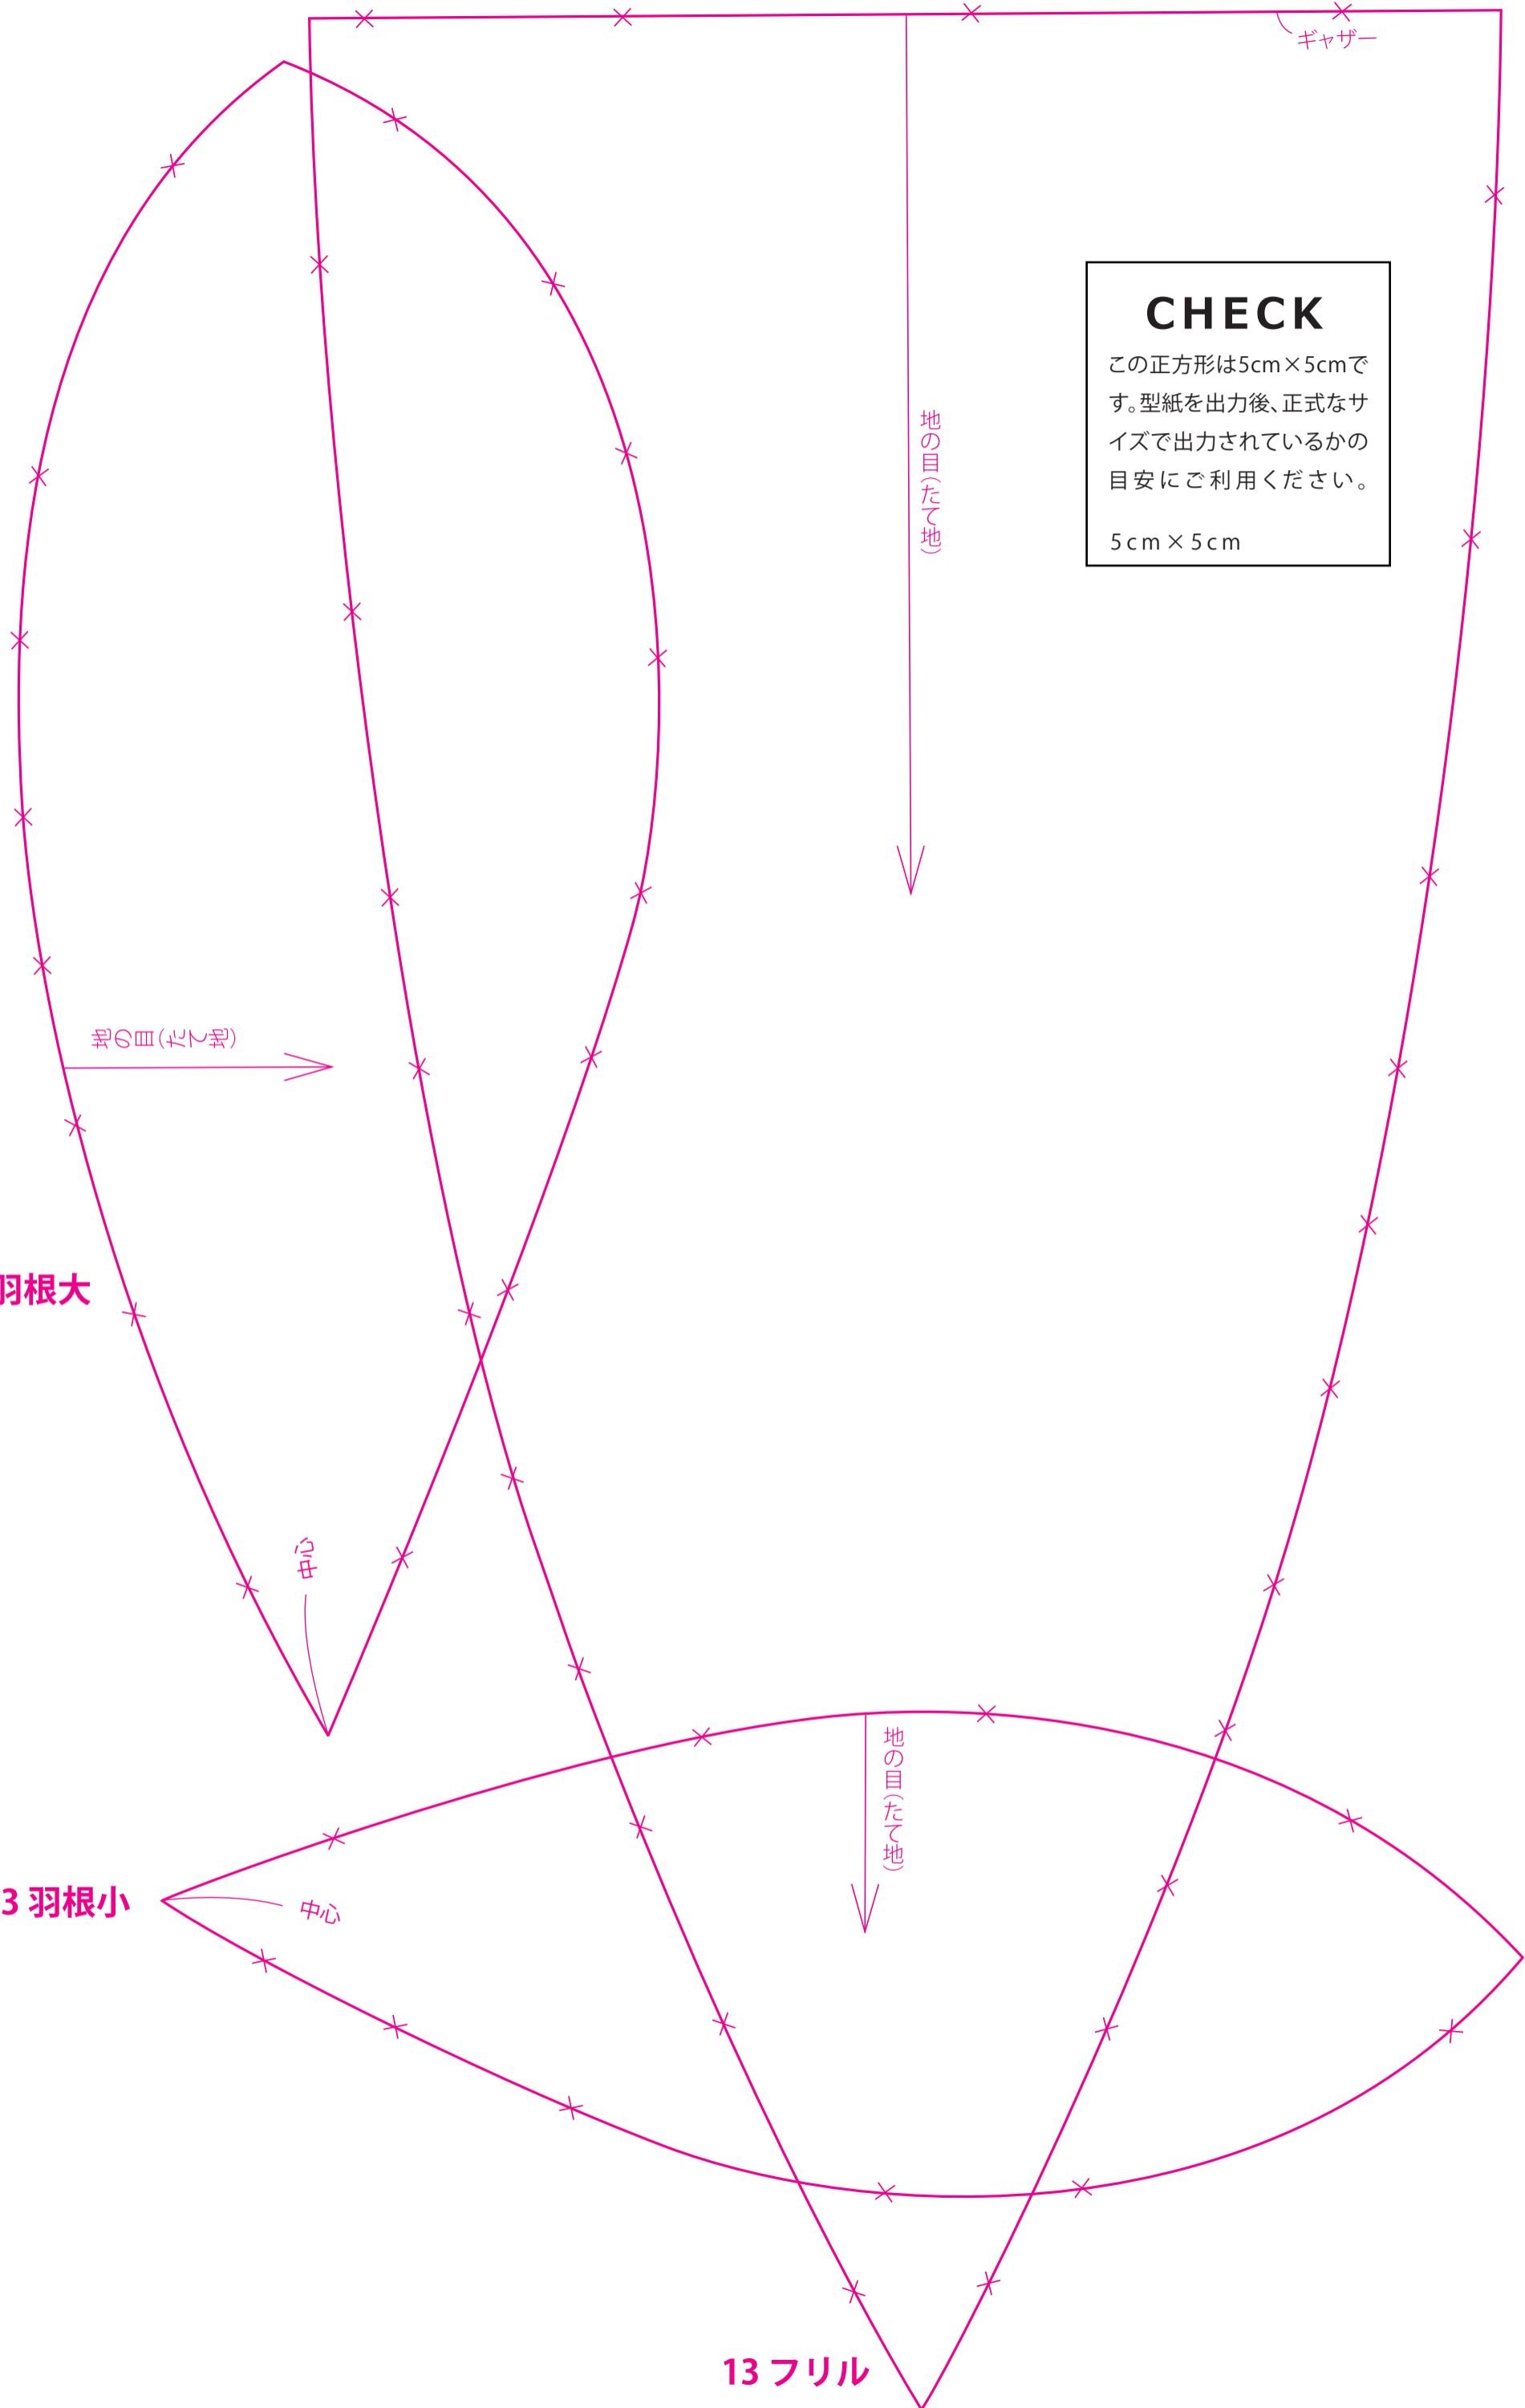 ギャザー
CHECK
この正方形は5cm×5cmで
す。型紙を出力後、正式なサ
イズで出力されているかの
目安にご利用ください。
5cm×5cm
地の目(たて地)
地の目(たて地)
羽根大
中心
地の目(たて地)
3 羽根小
中心
13 フリル